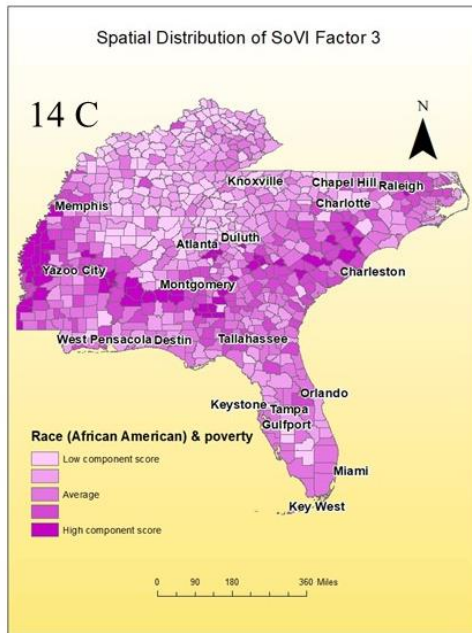 Spatial Distribution of SoVI Factor 3
14 C
N
Knoxville
Chapel Hill
Raleigh
Memphis
Charlotte
Atlanta
Duluth
Yazoo City
Charleston
Montgomery
West Pensacola
Destin
Tallahassee
Orlando
Keystone
Tampa
Gulfport
Miami
Key West
Race (African American) & poverty
Low component score
Average
High component score
0 90 180 360 Miles